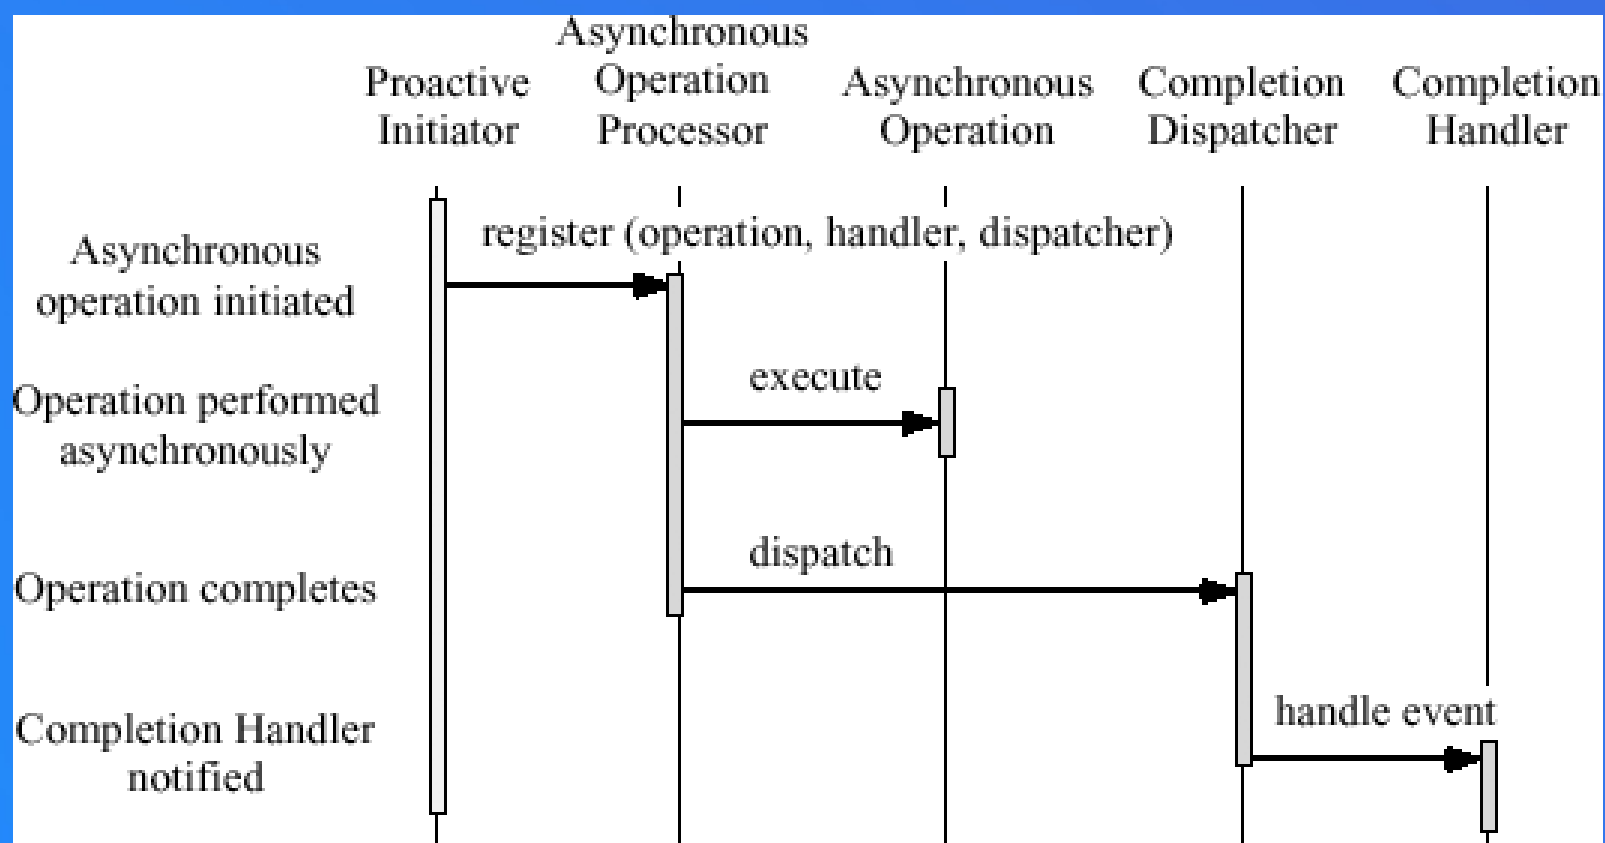 Proactive
Initiator
Asynchronous
Operation
Processor
Asynchronous
Operation
Completion
Dispatcher
Completion
Handler
Asynchronous
operation initiated
register (operation, handler, dispatcher)
Operation performed
asynchronously
execute
Operation completes
dispatch
Completion Handler
notified
handle event